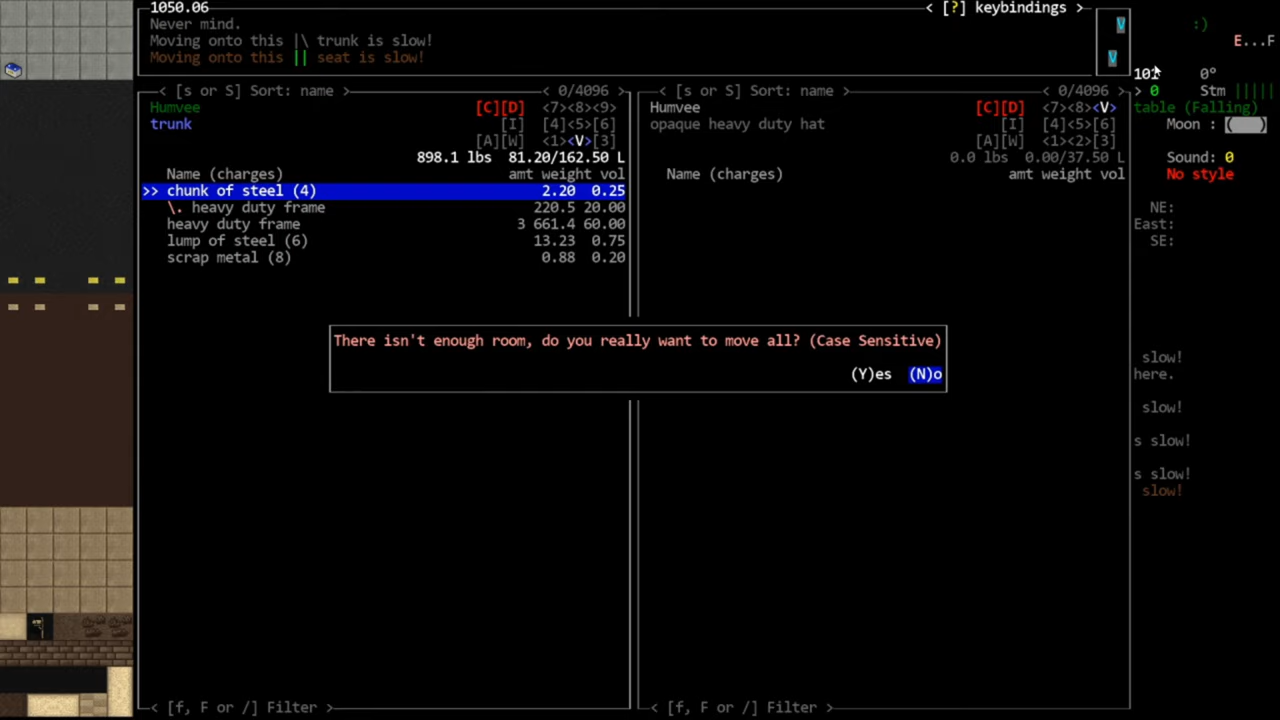 1050.06 < [?] keybindings >
Never mind.
Moving onto this |\ trunk is slow!
Moving onto this || seat is slow!
V
V
:)
E...F
101 0°
> 0 Stm |||||
table (Falling)
Moon : ( )
Sound: 0
No style
NE:
East:
SE:
slow!
here.
slow!
s slow!
s slow!
slow!
< [s or S] Sort: name > < 0/4096 >
Humvee [C][D] <7><8><9>
trunk [I] [4]<5>[6]
[A][W] <1><V>[3]
898.1 lbs 81.20/162.50 L
Name (charges) amt weight vol
>> chunk of steel (4) 2.20 0.25
\. heavy duty frame 220.5 20.00
heavy duty frame 3 661.4 60.00
lump of steel (6) 13.23 0.75
scrap metal (8) 0.88 0.20
< [f, F or /] Filter >
< [s or S] Sort: name > < 0/4096 >
Humvee [C][D] <7><8><V>
opaque heavy duty hat [I] [4]<5>[6]
[A][W] <1><2>[3]
0.0 lbs 0.00/37.50 L
Name (charges) amt weight vol
< [f, F or /] Filter >
There isn't enough room, do you really want to move all? (Case Sensitive)
(Y)es (N)o